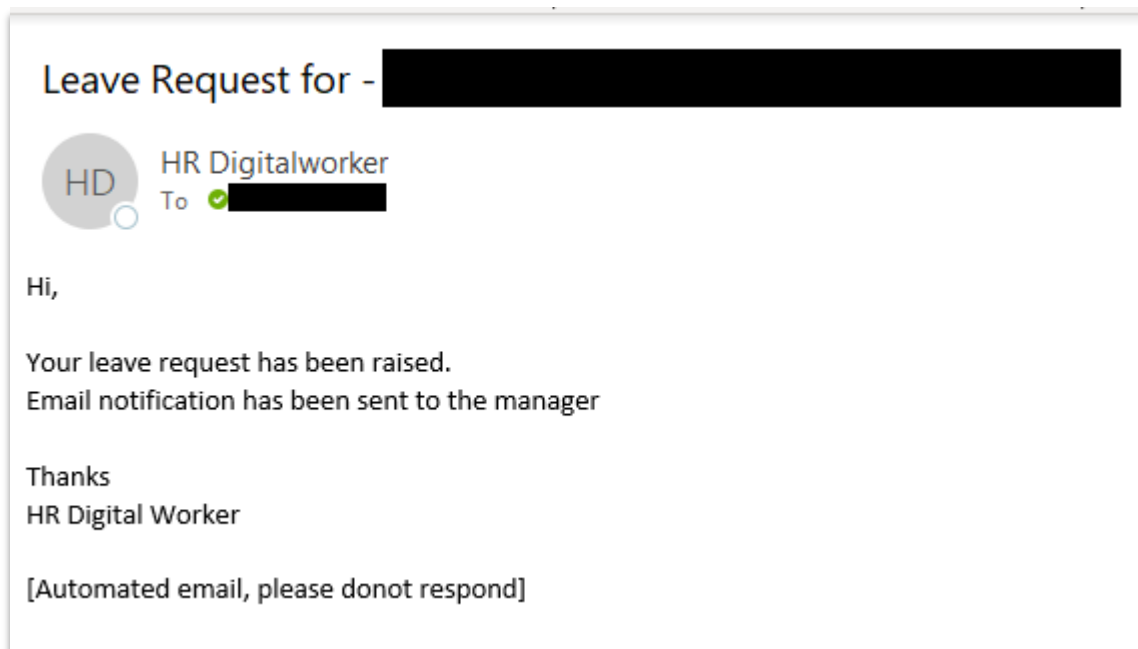 Leave Request for -
HD
HR Digitalworker
To
Hi,
Your leave request has been raised.
Email notification has been sent to the manager
Thanks
HR Digital Worker
[Automated email, please donot respond]